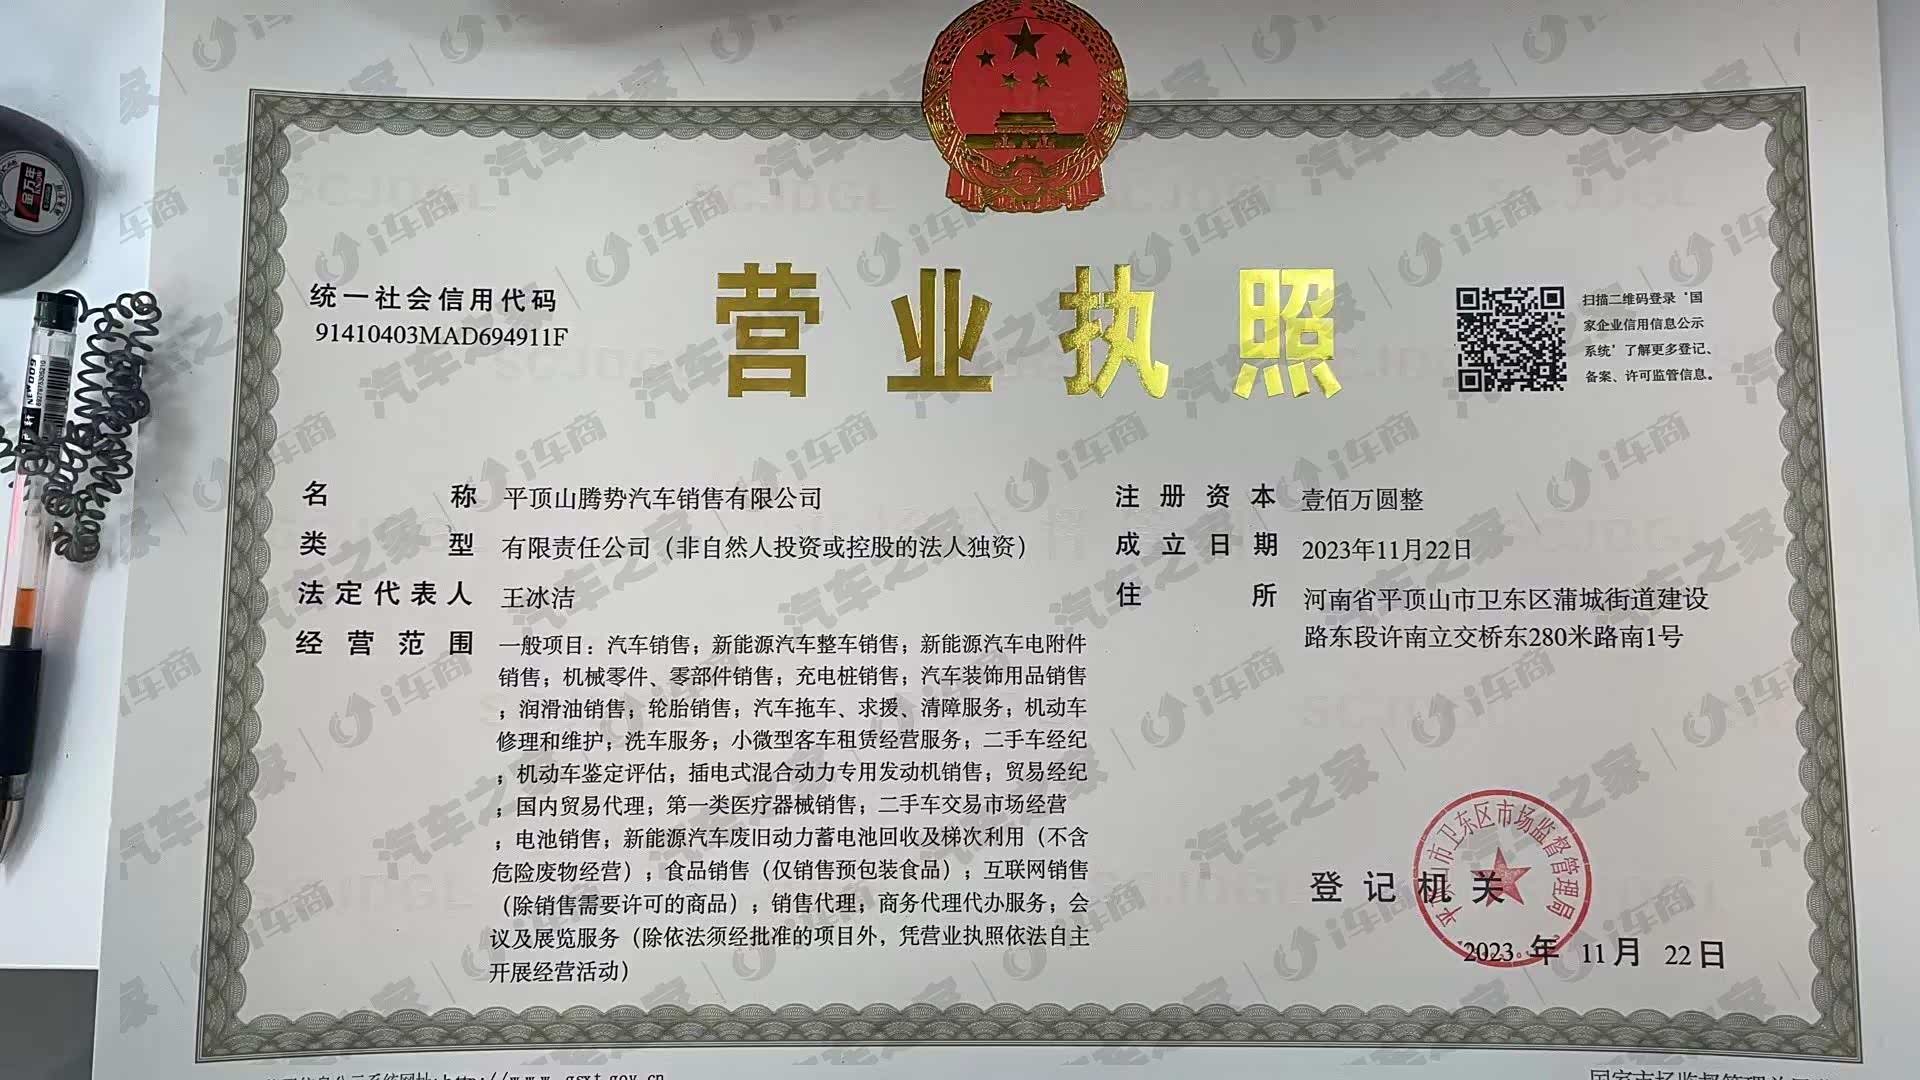 营业执照
统一社会信用代码
91410403MAD694911F
扫描二维码登录‘国
家企业信用信息公示
系统’了解更多登记、
备案、许可监管信息。
名称 平顶山腾势汽车销售有限公司
类型 有限责任公司（非自然人投资或控股的法人独资）
法定代表人 王冰洁
经营范围 一般项目：汽车销售；新能源汽车整车销售；新能源汽车电附件
销售；机械零件、零部件销售；充电桩销售；汽车装饰用品销售
；润滑油销售；轮胎销售；汽车拖车、求援、清障服务；机动车
修理和维护；洗车服务；小微型客车租赁经营服务；二手车经纪
；机动车鉴定评估；插电式混合动力专用发动机销售；贸易经纪
；国内贸易代理；第一类医疗器械销售；二手车交易市场经营
；电池销售；新能源汽车废旧动力蓄电池回收及梯次利用（不含
危险废物经营）；食品销售（仅销售预包装食品）；互联网销售
（除销售需要许可的商品）；销售代理；商务代理代办服务；会
议及展览服务（除依法须经批准的项目外，凭营业执照依法自主
开展经营活动）
注册资本 壹佰万圆整
成立日期 2023年11月22日
住所 河南省平顶山市卫东区蒲城街道建设
路东段许南立交桥东280米路南1号
登记机关
2023 年 11 月 22 日
平顶山市卫东区市场监督管理局
汽车之家
i车商
SCJDGL
金万年